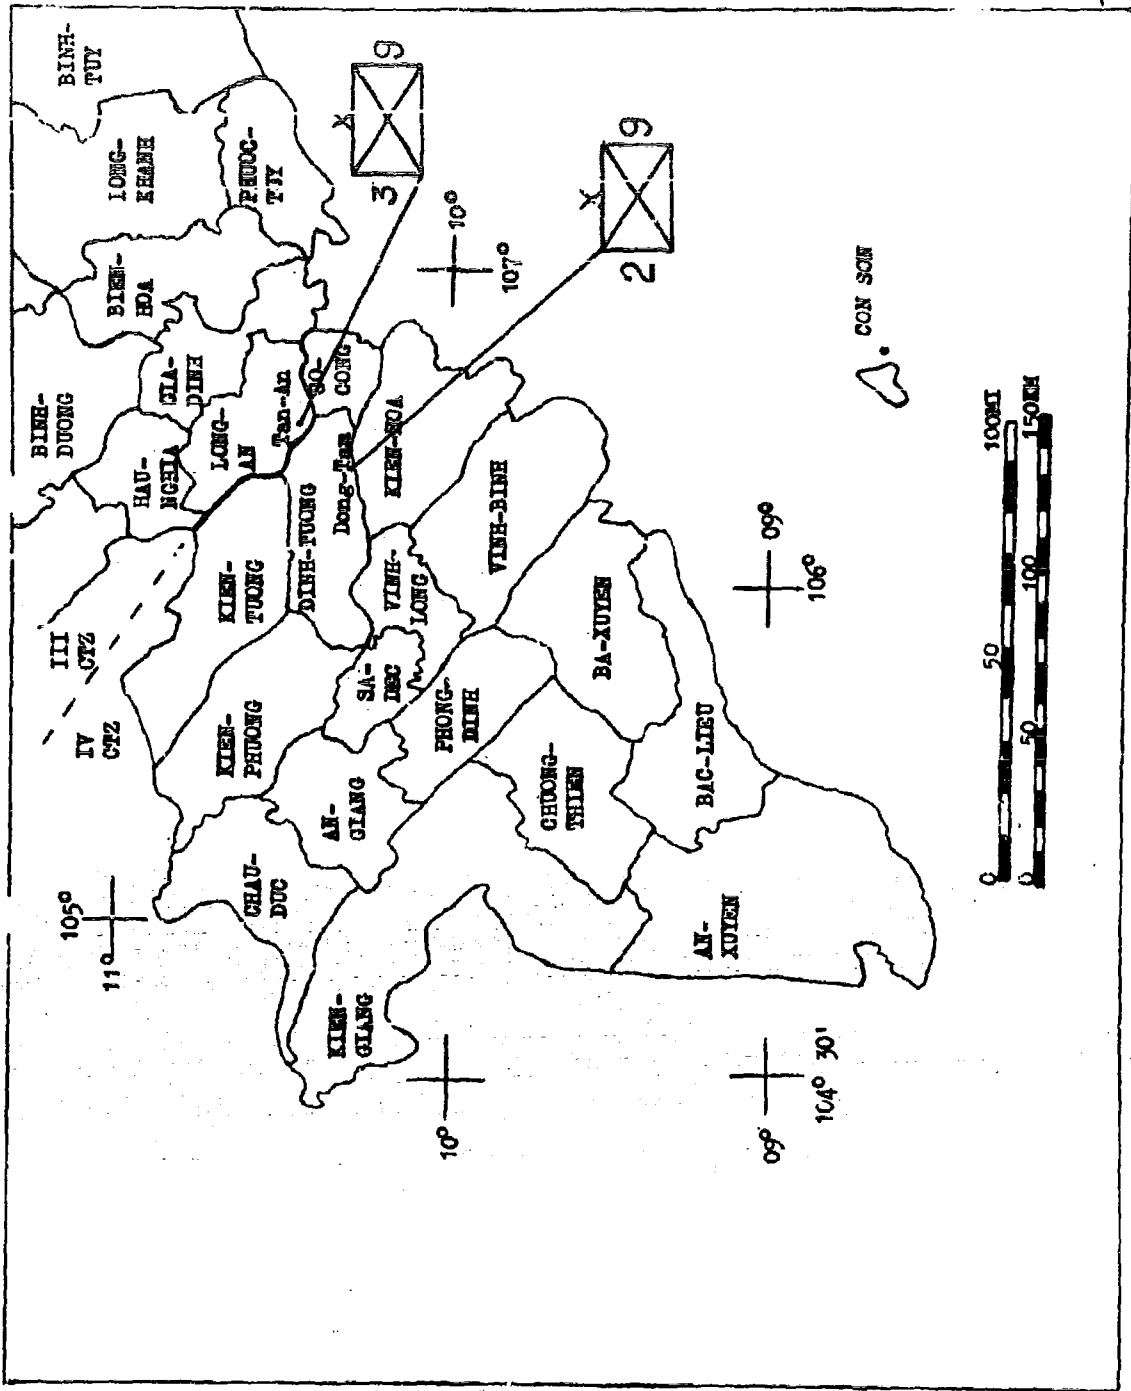 BINH-
TUY
LONG-
KHANH
PHUOC-
TUY
BIEN-
HOA
BINH-
DUONG
GIA-
DINH
HAU-
NGHIA
LONG-
AN
Tan-An
GO-
CONG
X
3
9
10°
107°
X
2
9
III
CTZ
IV
CTZ
KIEN-
TUONG
DINH-TUONG
Dong-Tam
KIEN-HOA
KIEN-
PHUONG
SA-
DEC
VINH-
LONG
VINH-BINH
CON SON
105°
11°
CHAU-
DUC
AN-
GIANG
PHONG-
DINH
BA-XUYEN
09°
106°
KIEN-
GIANG
CHUONG-
THIEN
BAC-LIEU
AN-
XUYEN
10°
09°
104° 30'
0
50
100MI
0
50
100
150KM